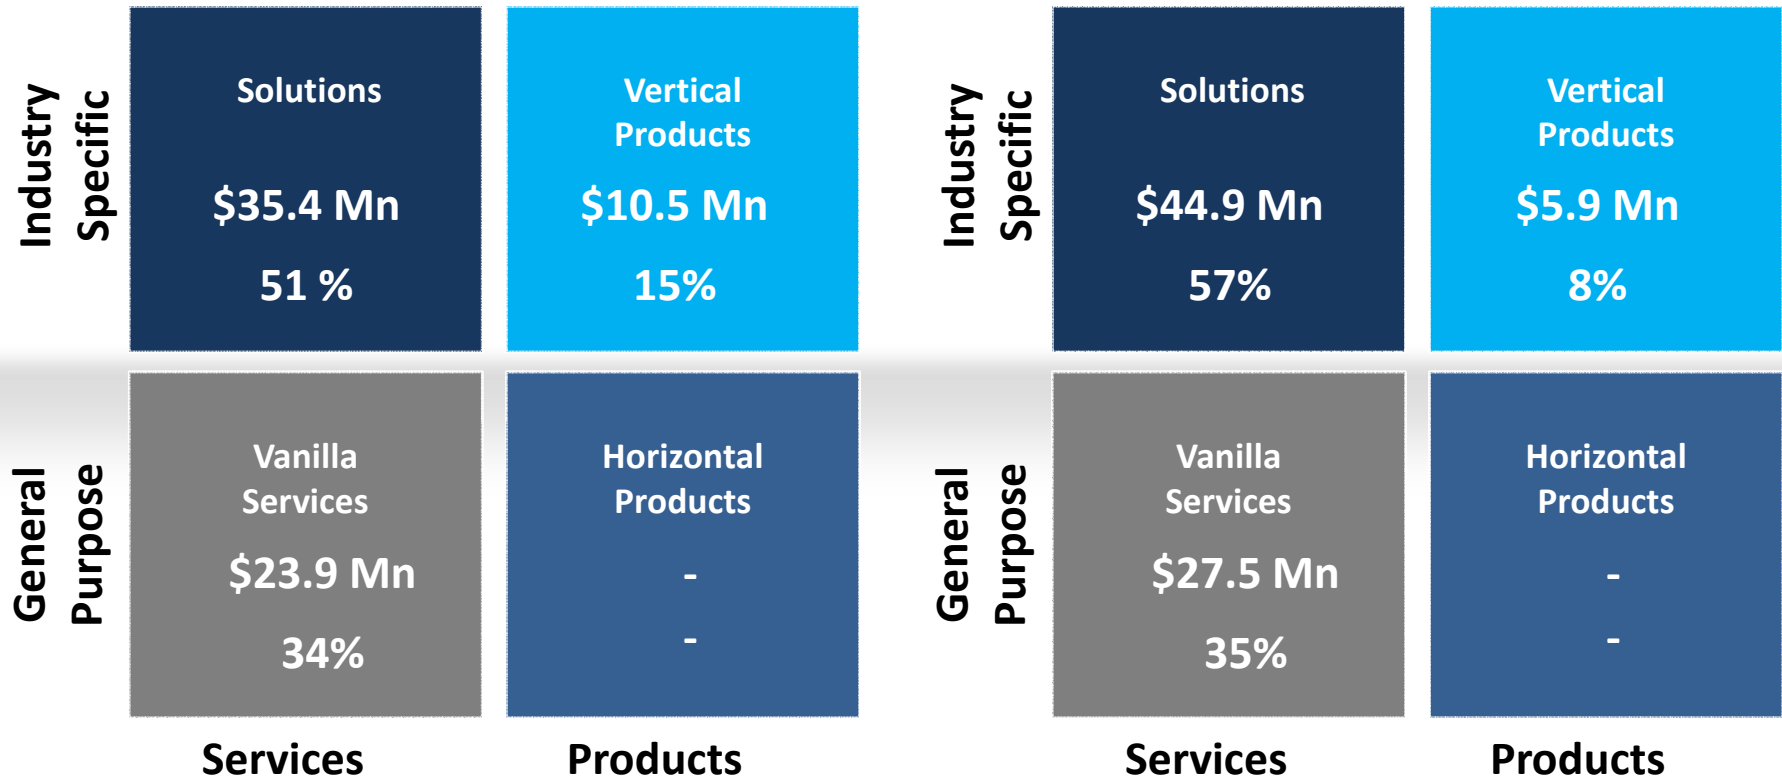 Industry
Specific
Solutions
$35.4 Mn
51 %
Vertical
Products
$10.5 Mn
15%
General
Purpose
Vanilla
Services
$23.9 Mn
34%
Horizontal
Products
-
-
Services
Products
Industry
Specific
Solutions
$44.9 Mn
57%
Vertical
Products
$5.9 Mn
8%
General
Purpose
Vanilla
Services
$27.5 Mn
35%
Horizontal
Products
-
-
Services
Products